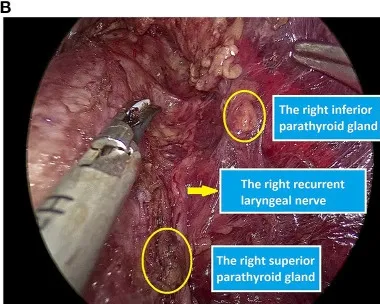 B
The right inferior
parathyroid gland
The right recurrent
laryngeal nerve
The right superior
parathyroid gland